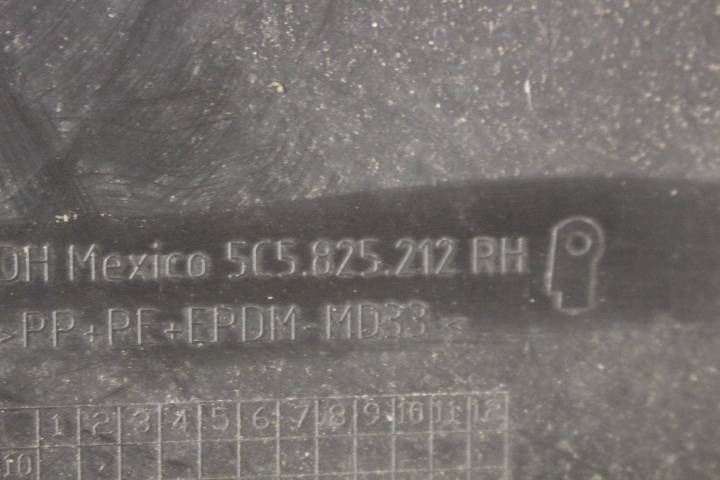 DH Mexico 5C5.825.212 RH
>PP+PE+EPDM-MD33<
1 2 3 4 5 6 7 8 9 10 11 12
10